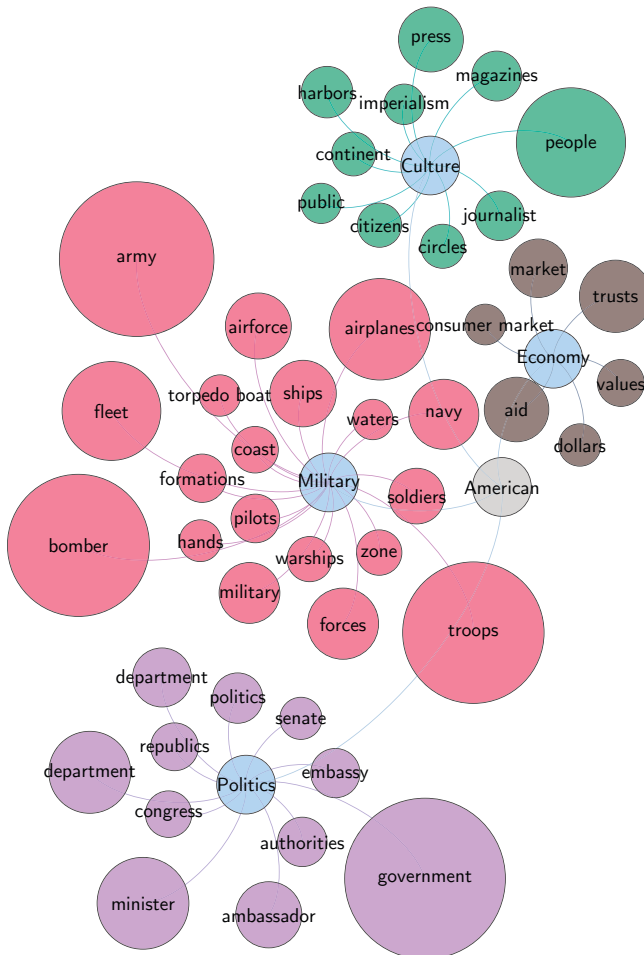 press
magazines
harbors
imperialism
people
continent
Culture
public
journalist
citizens
circles
army
market
trusts
airforce
airplanes
consumer market
Economy
torpedo boat
ships
values
fleet
waters
navy
aid
coast
dollars
formations
Military
American
soldiers
pilots
hands
bomber
warships
zone
military
forces
troops
department
politics
senate
republics
department
embassy
Politics
congress
authorities
government
minister
ambassador